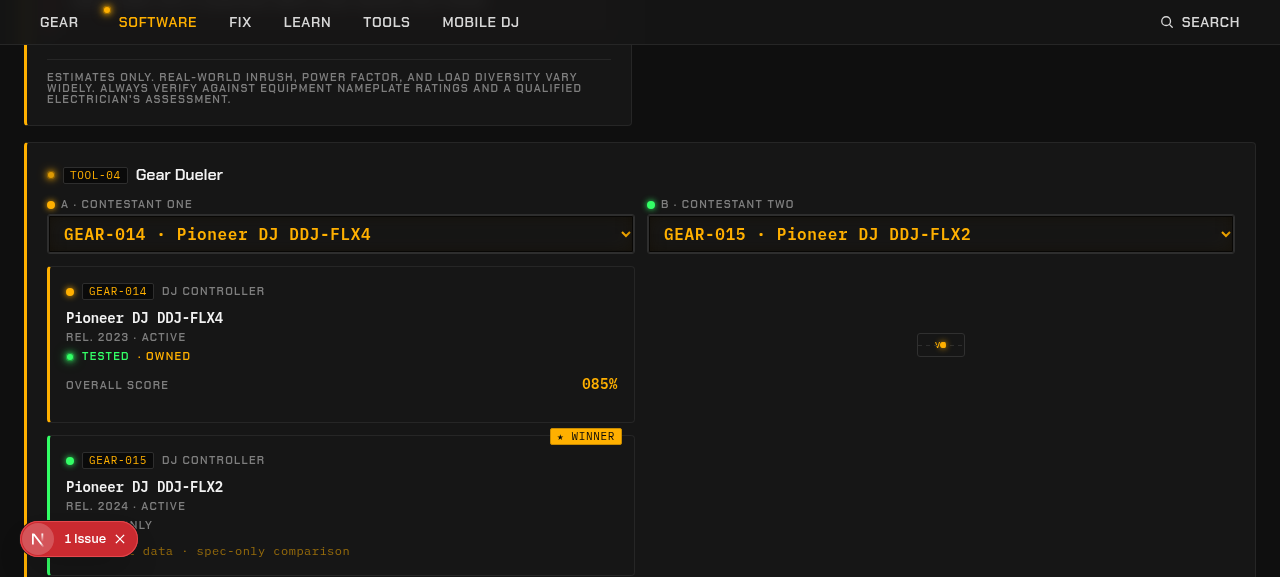 GEAR
SOFTWARE
FIX
LEARN
TOOLS
MOBILE DJ
SEARCH
ESTIMATES ONLY. REAL-WORLD INRUSH, POWER FACTOR, AND LOAD DIVERSITY VARY
WIDELY. ALWAYS VERIFY AGAINST EQUIPMENT NAMEPLATE RATINGS AND A QUALIFIED
ELECTRICIAN'S ASSESSMENT.
TOOL-04 Gear Dueler
A · CONTESTANT ONE
B · CONTESTANT TWO
GEAR-014 · Pioneer DJ DDJ-FLX4
GEAR-015 · Pioneer DJ DDJ-FLX2
GEAR-014 DJ CONTROLLER
Pioneer DJ DDJ-FLX4
REL. 2023 · ACTIVE
TESTED · OWNED
OVERALL SCORE 085%
★ WINNER
GEAR-015 DJ CONTROLLER
Pioneer DJ DDJ-FLX2
REL. 2024 · ACTIVE
1 Issue
data · spec-only comparison